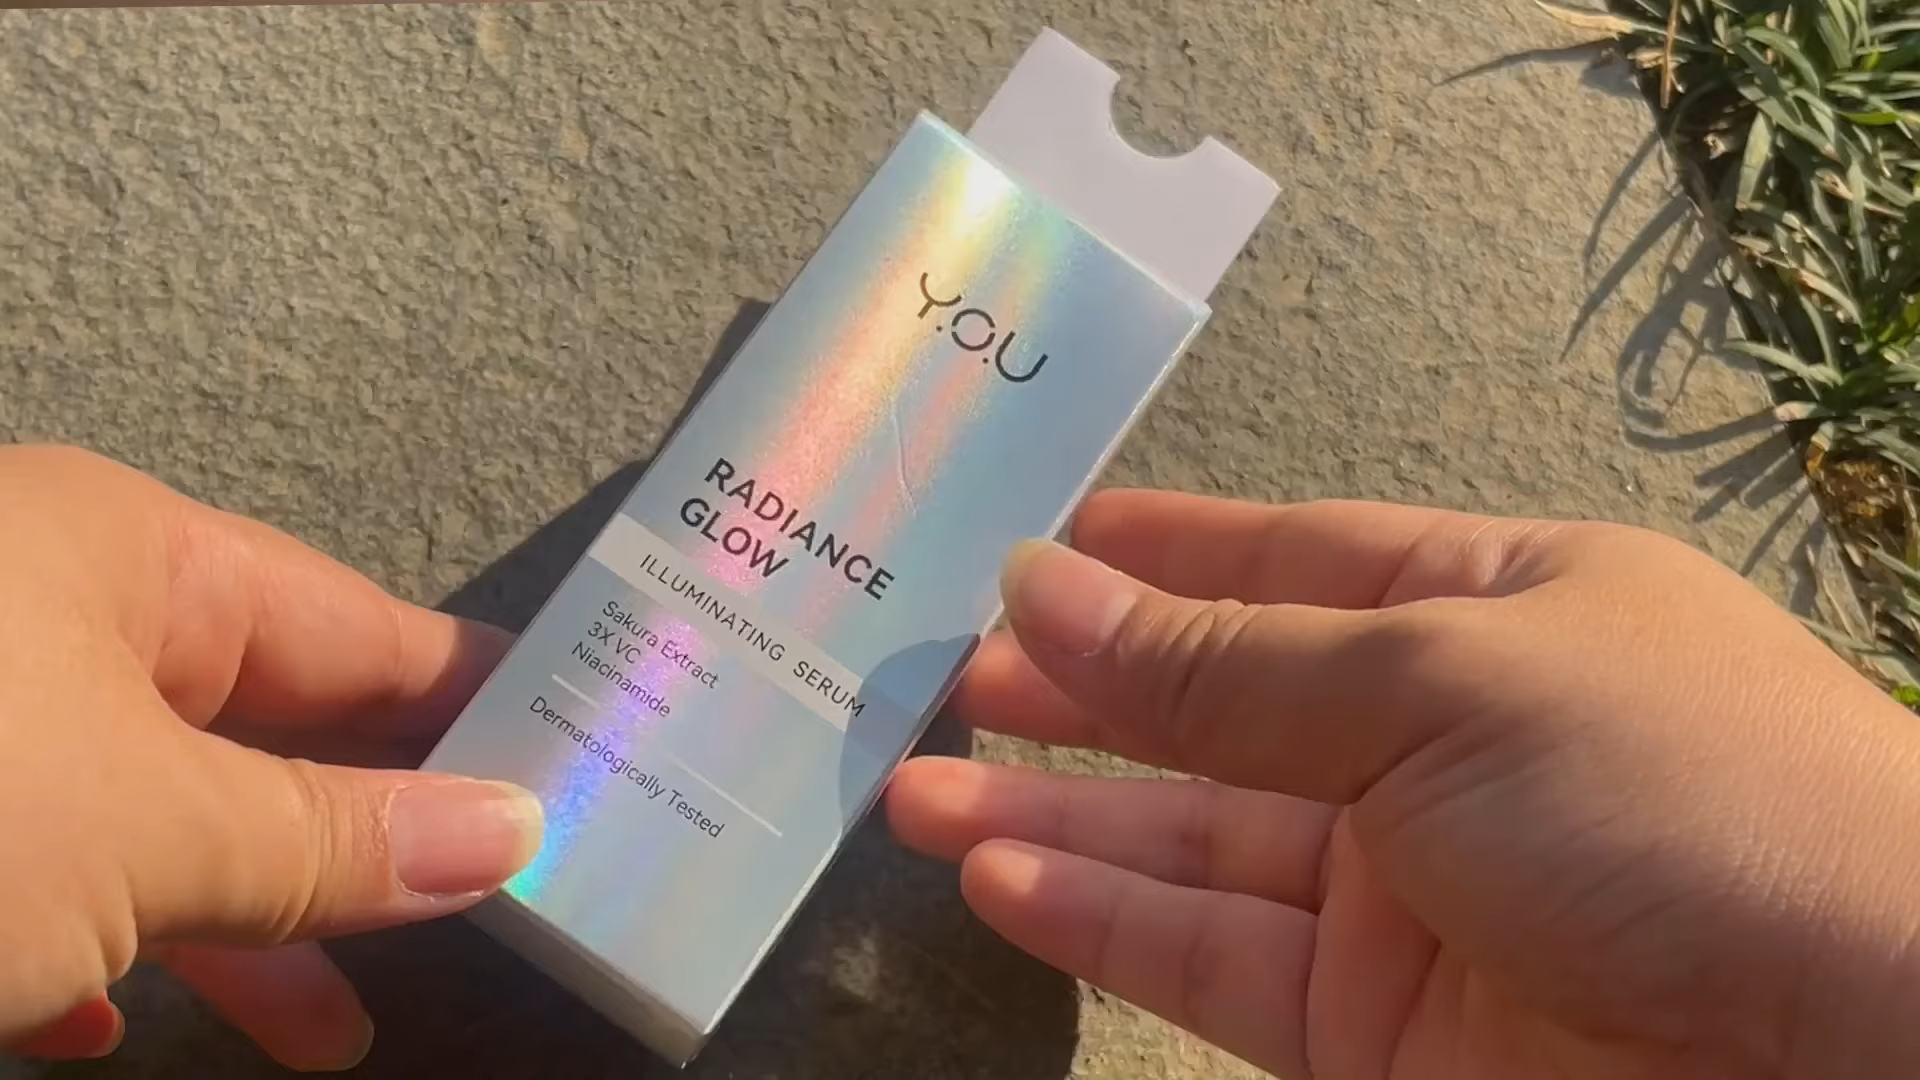 Y.O.U
RADIANCE
GLOW
ILLUMINATING SERUM
Sakura Extract
3X VC
Niacinamide
Dermatologically Tested